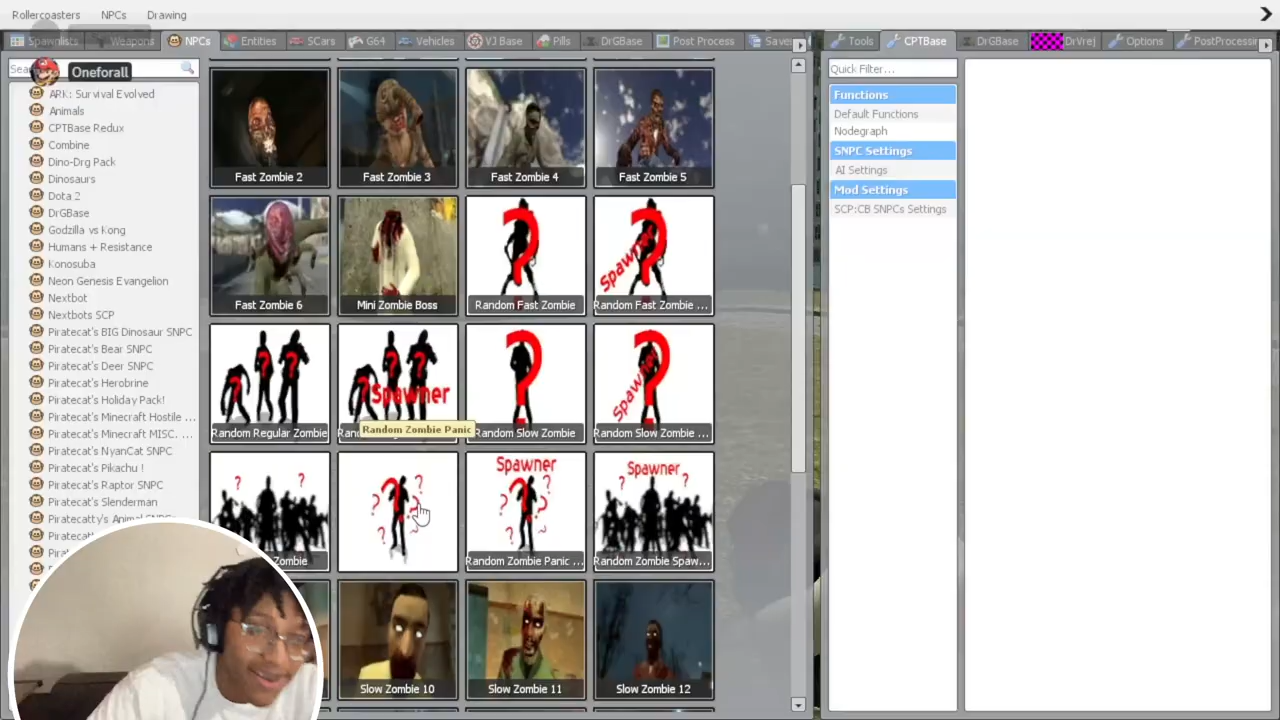 Rollercoasters NPCs Drawing
Spawnlists Weapons NPCs Entities SCars G64 Vehicles VJ Base Pills DrGBase Post Process
Tools CPTBase DrGBase Options
Oneforall
ARK: Survival Evolved
Animals
CPTBase Redux
Combine
Dino-Drg Pack
Dinosaurs
Dota 2
DrGBase
Godzilla vs Kong
Humans + Resistance
Konosuba
Neon Genesis Evangelion
Nextbot
Nextbots SCP
Piratecat's BIG Dinosaur SNPC
Piratecat's Bear SNPC
Piratecat's Deer SNPC
Piratecat's Herobrine
Piratecat's Holiday Pack!
Piratecat's Minecraft Hostile ...
Piratecat's Minecraft MISC. ...
Piratecat's NyanCat SNPC
Piratecat's Pikachu !
Piratecat's Raptor SNPC
Piratecat's Slenderman
Piratecatty's
Fast Zombie 2
Fast Zombie 3
Fast Zombie 4
Fast Zombie 5
Fast Zombie 6
Mini Zombie Boss
Random Fast Zombie
Spawner
Random Fast Zombie ...
Random Regular Zombie
Spawner
Random Zombie Panic
Random Slow Zombie
Spawner
Random Slow Zombie ...
Zombie
Spawner
Random Zombie Panic ...
Spawner
Random Zombie Spaw...
Slow Zombie 10
Slow Zombie 11
Slow Zombie 12
Quick Filter...
Functions
Default Functions
Nodegraph
SNPC Settings
AI Settings
Mod Settings
SCP:CB SNPCs Settings